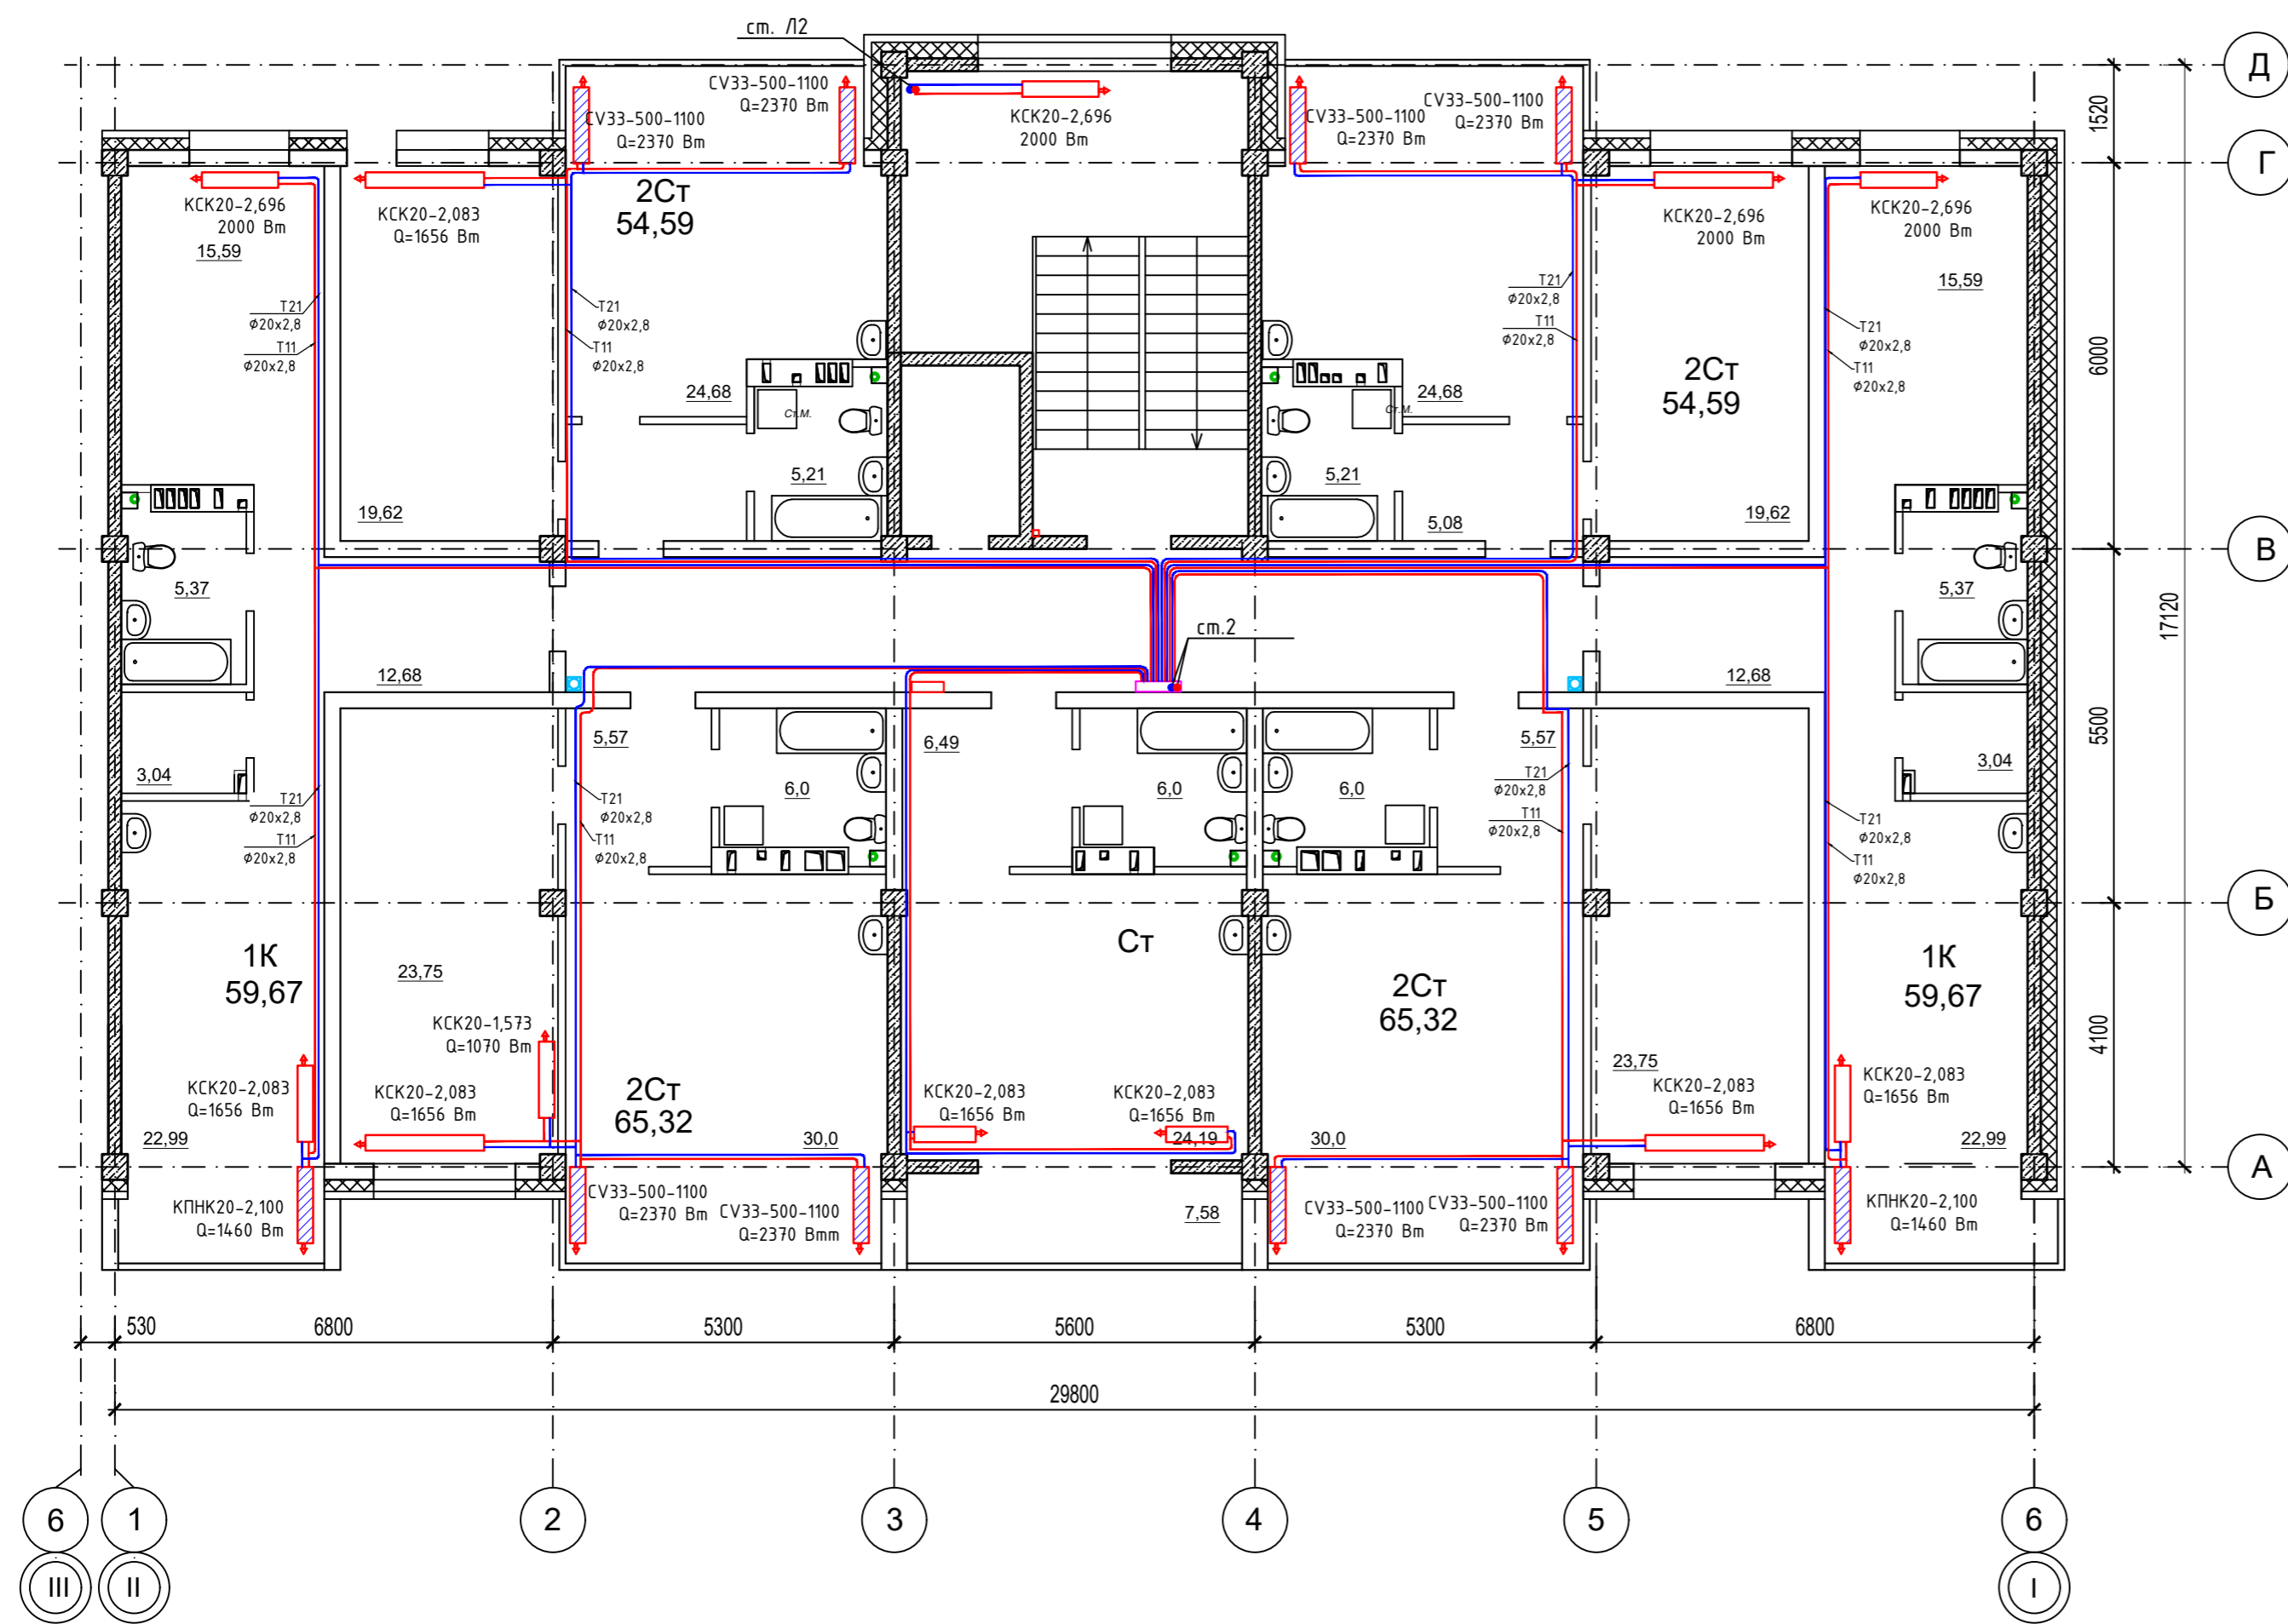 ст. Л2
CV33-500-1100
Q=2370 Вт
CV33-500-1100
Q=2370 Вт
КСК20-2,696
2000 Вт
CV33-500-1100
Q=2370 Вт
CV33-500-1100
Q=2370 Вт
Д
1520
Г
КСК20-2,696
2000 Вт
15,59
КСК20-2,083
Q=1656 Вт
2Ст
54,59
КСК20-2,696
2000 Вт
КСК20-2,696
2000 Вт
15,59
Т21
ф20х2,8
Т11
ф20х2,8
Т21
ф20х2,8
Т11
ф20х2,8
Т21
ф20х2,8
Т11
ф20х2,8
Т21
ф20х2,8
Т11
ф20х2,8
6000
24,68
Ст.М.
24,68
Ст.М.
2Ст
54,59
5,21
5,21
19,62
5,08
19,62
В
5,37
5,37
17120
ст.2
12,68
12,68
5,57
6,49
5,57
5500
3,04
6,0
6,0
6,0
3,04
Т21
ф20х2,8
Т11
ф20х2,8
Т21
ф20х2,8
Т11
ф20х2,8
Т21
ф20х2,8
Т11
ф20х2,8
Т21
ф20х2,8
Т11
ф20х2,8
Б
1К
59,67
23,75
Ст
2Ст
65,32
1К
59,67
КСК20-1,573
Q=1070 Вт
4100
23,75
КСК20-2,083
Q=1656 Вт
КСК20-2,083
Q=1656 Вт
2Ст
65,32
КСК20-2,083
Q=1656 Вт
КСК20-2,083
Q=1656 Вт
КСК20-2,083
Q=1656 Вт
КСК20-2,083
Q=1656 Вт
22,99
30,0
24,19
30,0
22,99
А
КПНК20-2,100
Q=1460 Вт
CV33-500-1100
Q=2370 Вт
CV33-500-1100
Q=2370 Втт
7,58
CV33-500-1100
Q=2370 Вт
CV33-500-1100
Q=2370 Вт
КПНК20-2,100
Q=1460 Вт
530
6800
5300
5600
5300
6800
29800
6
1
2
3
4
5
6
III
II
I